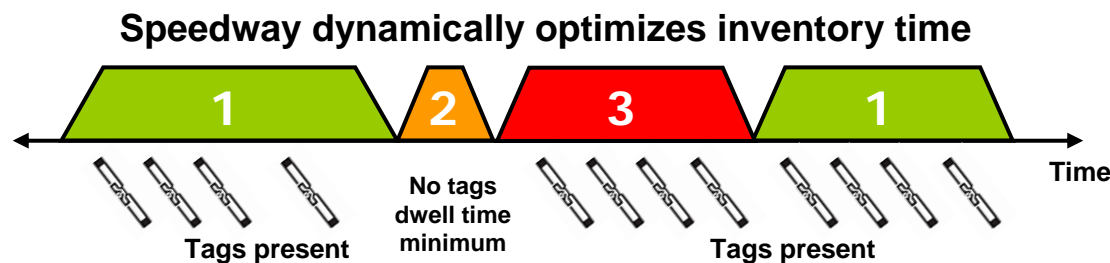 Speedway dynamically optimizes inventory time
1 2 3 1
Time
No tags
dwell time
minimum
Tags present
Tags present